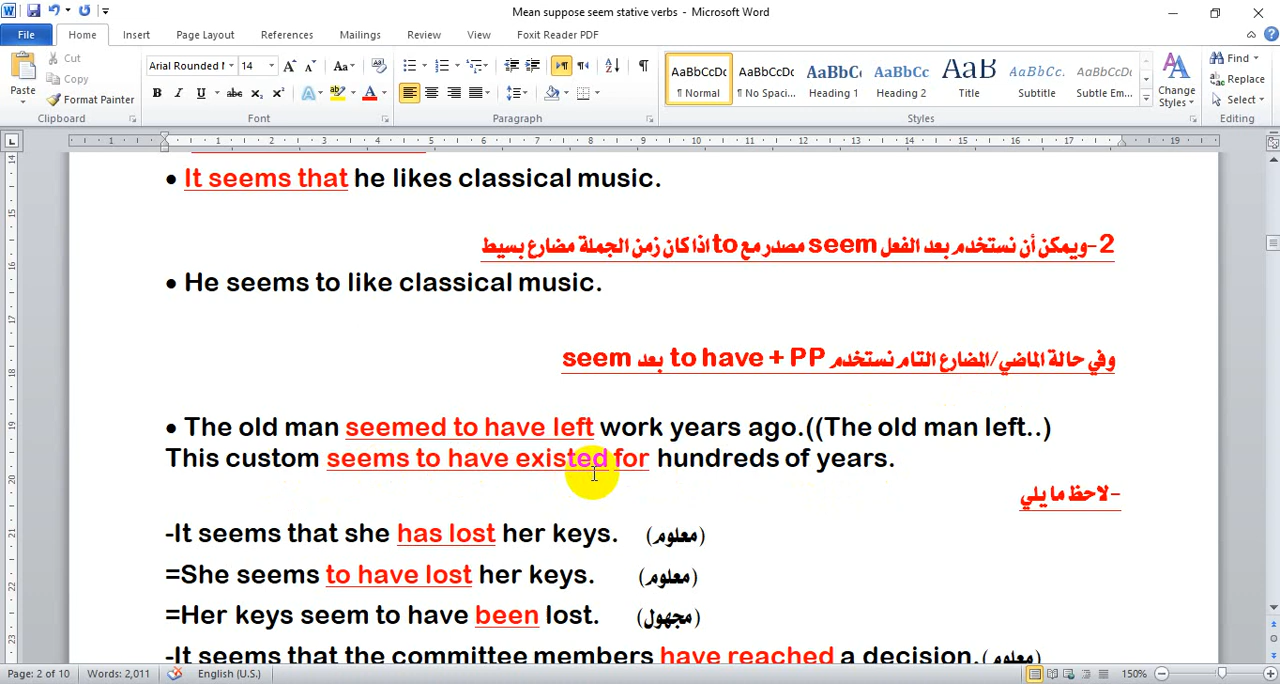 Mean suppose seem stative verbs - Microsoft Word
File Home Insert Page Layout References Mailings Review View Foxit Reader PDF
Cut
Copy
Format Painter
Paste
Clipboard
Arial Rounded 14
Font
Paragraph
AaBbCcDc AaBbCcDc AaBbC AaBbCc AaB AaBbCc. AaBbCcDc
¶ Normal ¶ No Spaci... Heading 1 Heading 2 Title Subtitle Subtle Em...
Change Styles
Styles
Find
Replace
Select
Editing
• It seems that he likes classical music.
2-ويمكن أن نستخدم بعد الفعل seem مصدر مع to اذا كان زمن الجملة مضارع بسيط
• He seems to like classical music.
وفي حالة الماضي/المضارع التام نستخدم to have + PP بعد seem
• The old man seemed to have left work years ago.((The old man left..)
This custom seems to have existed for hundreds of years.
-لاحظ ما يلي
-It seems that she has lost her keys. (معلوم)
=She seems to have lost her keys. (معلوم)
=Her keys seem to have been lost. (مجهول)
-It seems that the committee members have reached a decision.(معلوم)
Page: 2 of 10 Words: 2,011 English (U.S.) 150%